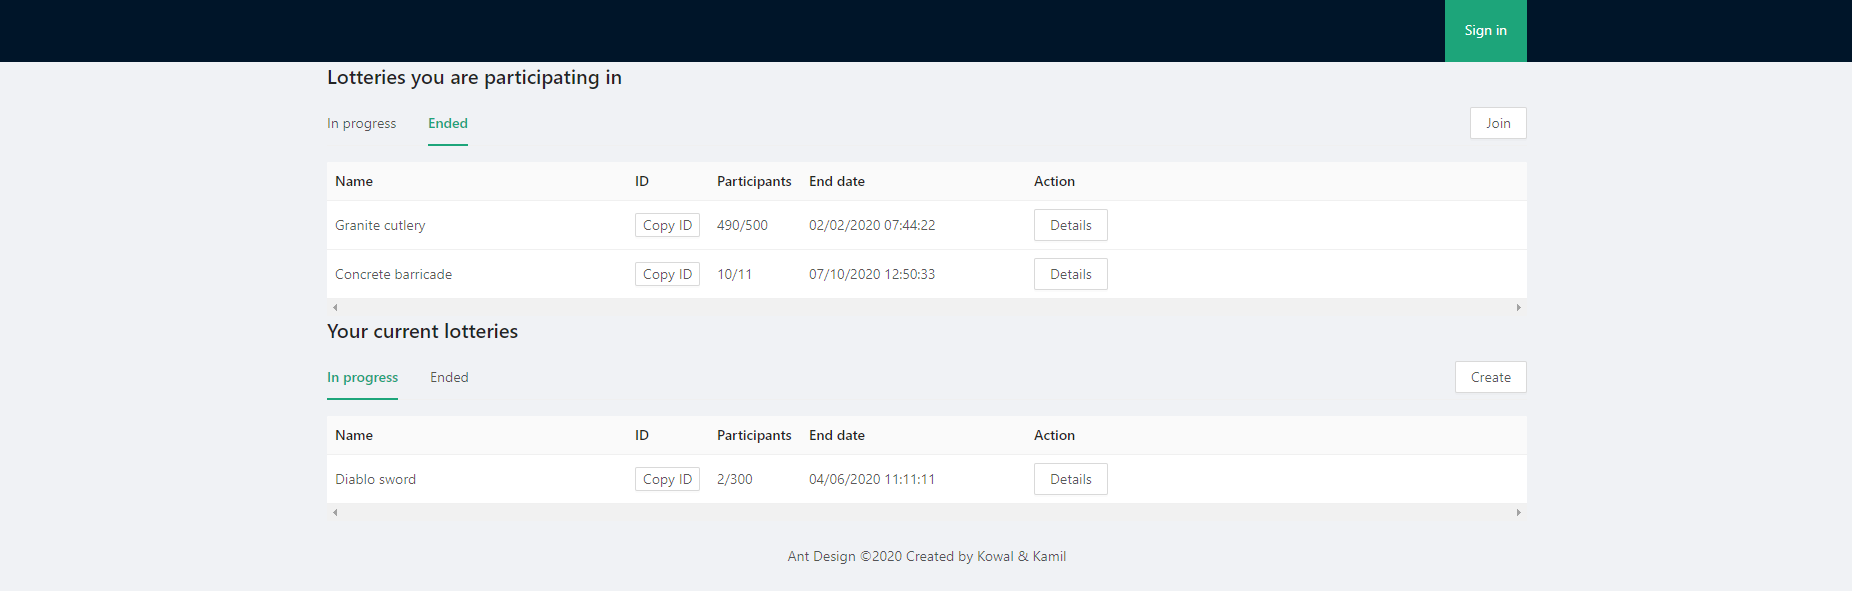 Sign in
Lotteries you are participating in
In progress Ended Join
Name ID Participants End date Action
Granite cutlery Copy ID 490/500 02/02/2020 07:44:22 Details
Concrete barricade Copy ID 10/11 07/10/2020 12:50:33 Details
Your current lotteries
In progress Ended Create
Name ID Participants End date Action
Diablo sword Copy ID 2/300 04/06/2020 11:11:11 Details
Ant Design ©2020 Created by Kowal & Kamil